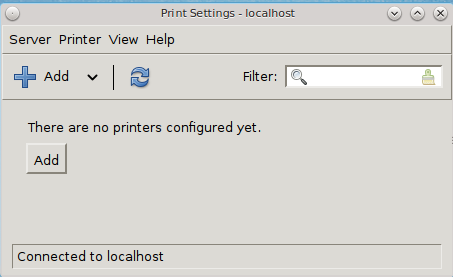 Print Settings - localhost
Server Printer View Help
Add Filter:
There are no printers configured yet.
Add
Connected to localhost